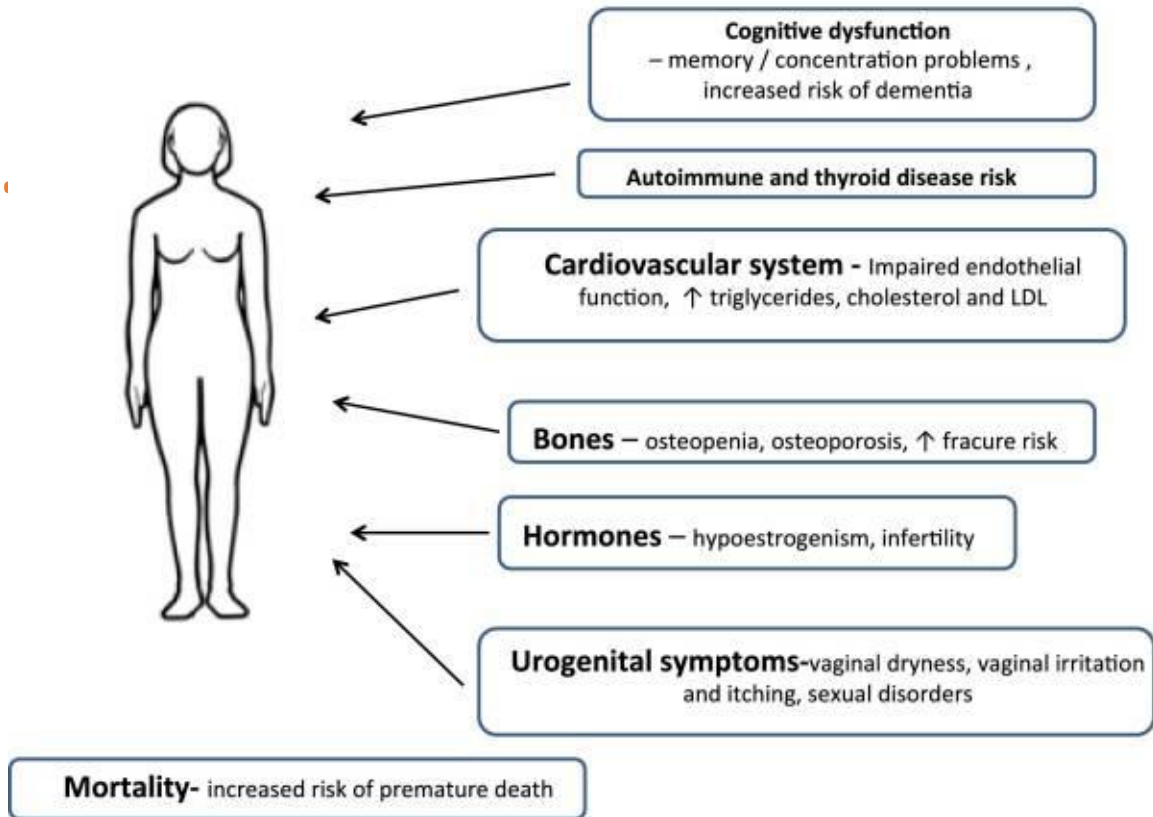 Cognitive dysfunction
– memory / concentration problems ,
increased risk of dementia
Autoimmune and thyroid disease risk
Cardiovascular system - Impaired endothelial
function, ↑ triglycerides, cholesterol and LDL
Bones – osteopenia, osteoporosis, ↑ fracure risk
Hormones – hypoestrogenism, infertility
Urogenital symptoms-vaginal dryness, vaginal irritation
and itching, sexual disorders
Mortality- increased risk of premature death